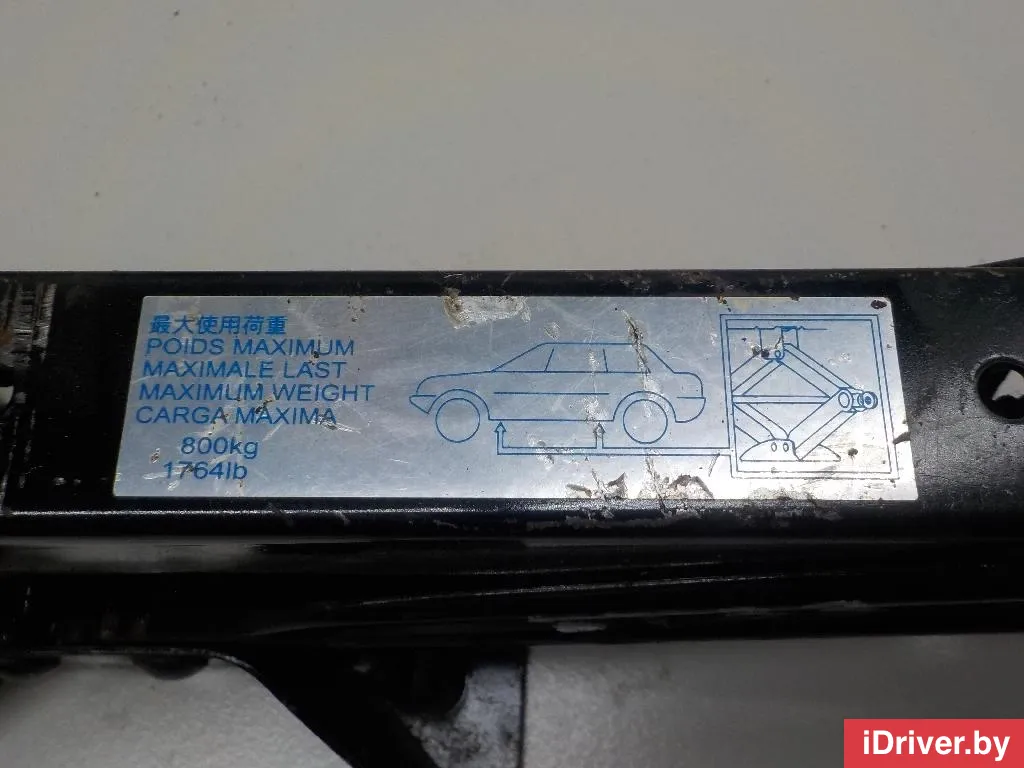 最大使用荷重
POIDS MAXIMUM
MAXIMALE LAST
MAXIMUM WEIGHT
CARGA MAXIMA
800kg
1764lb
iDriver.by